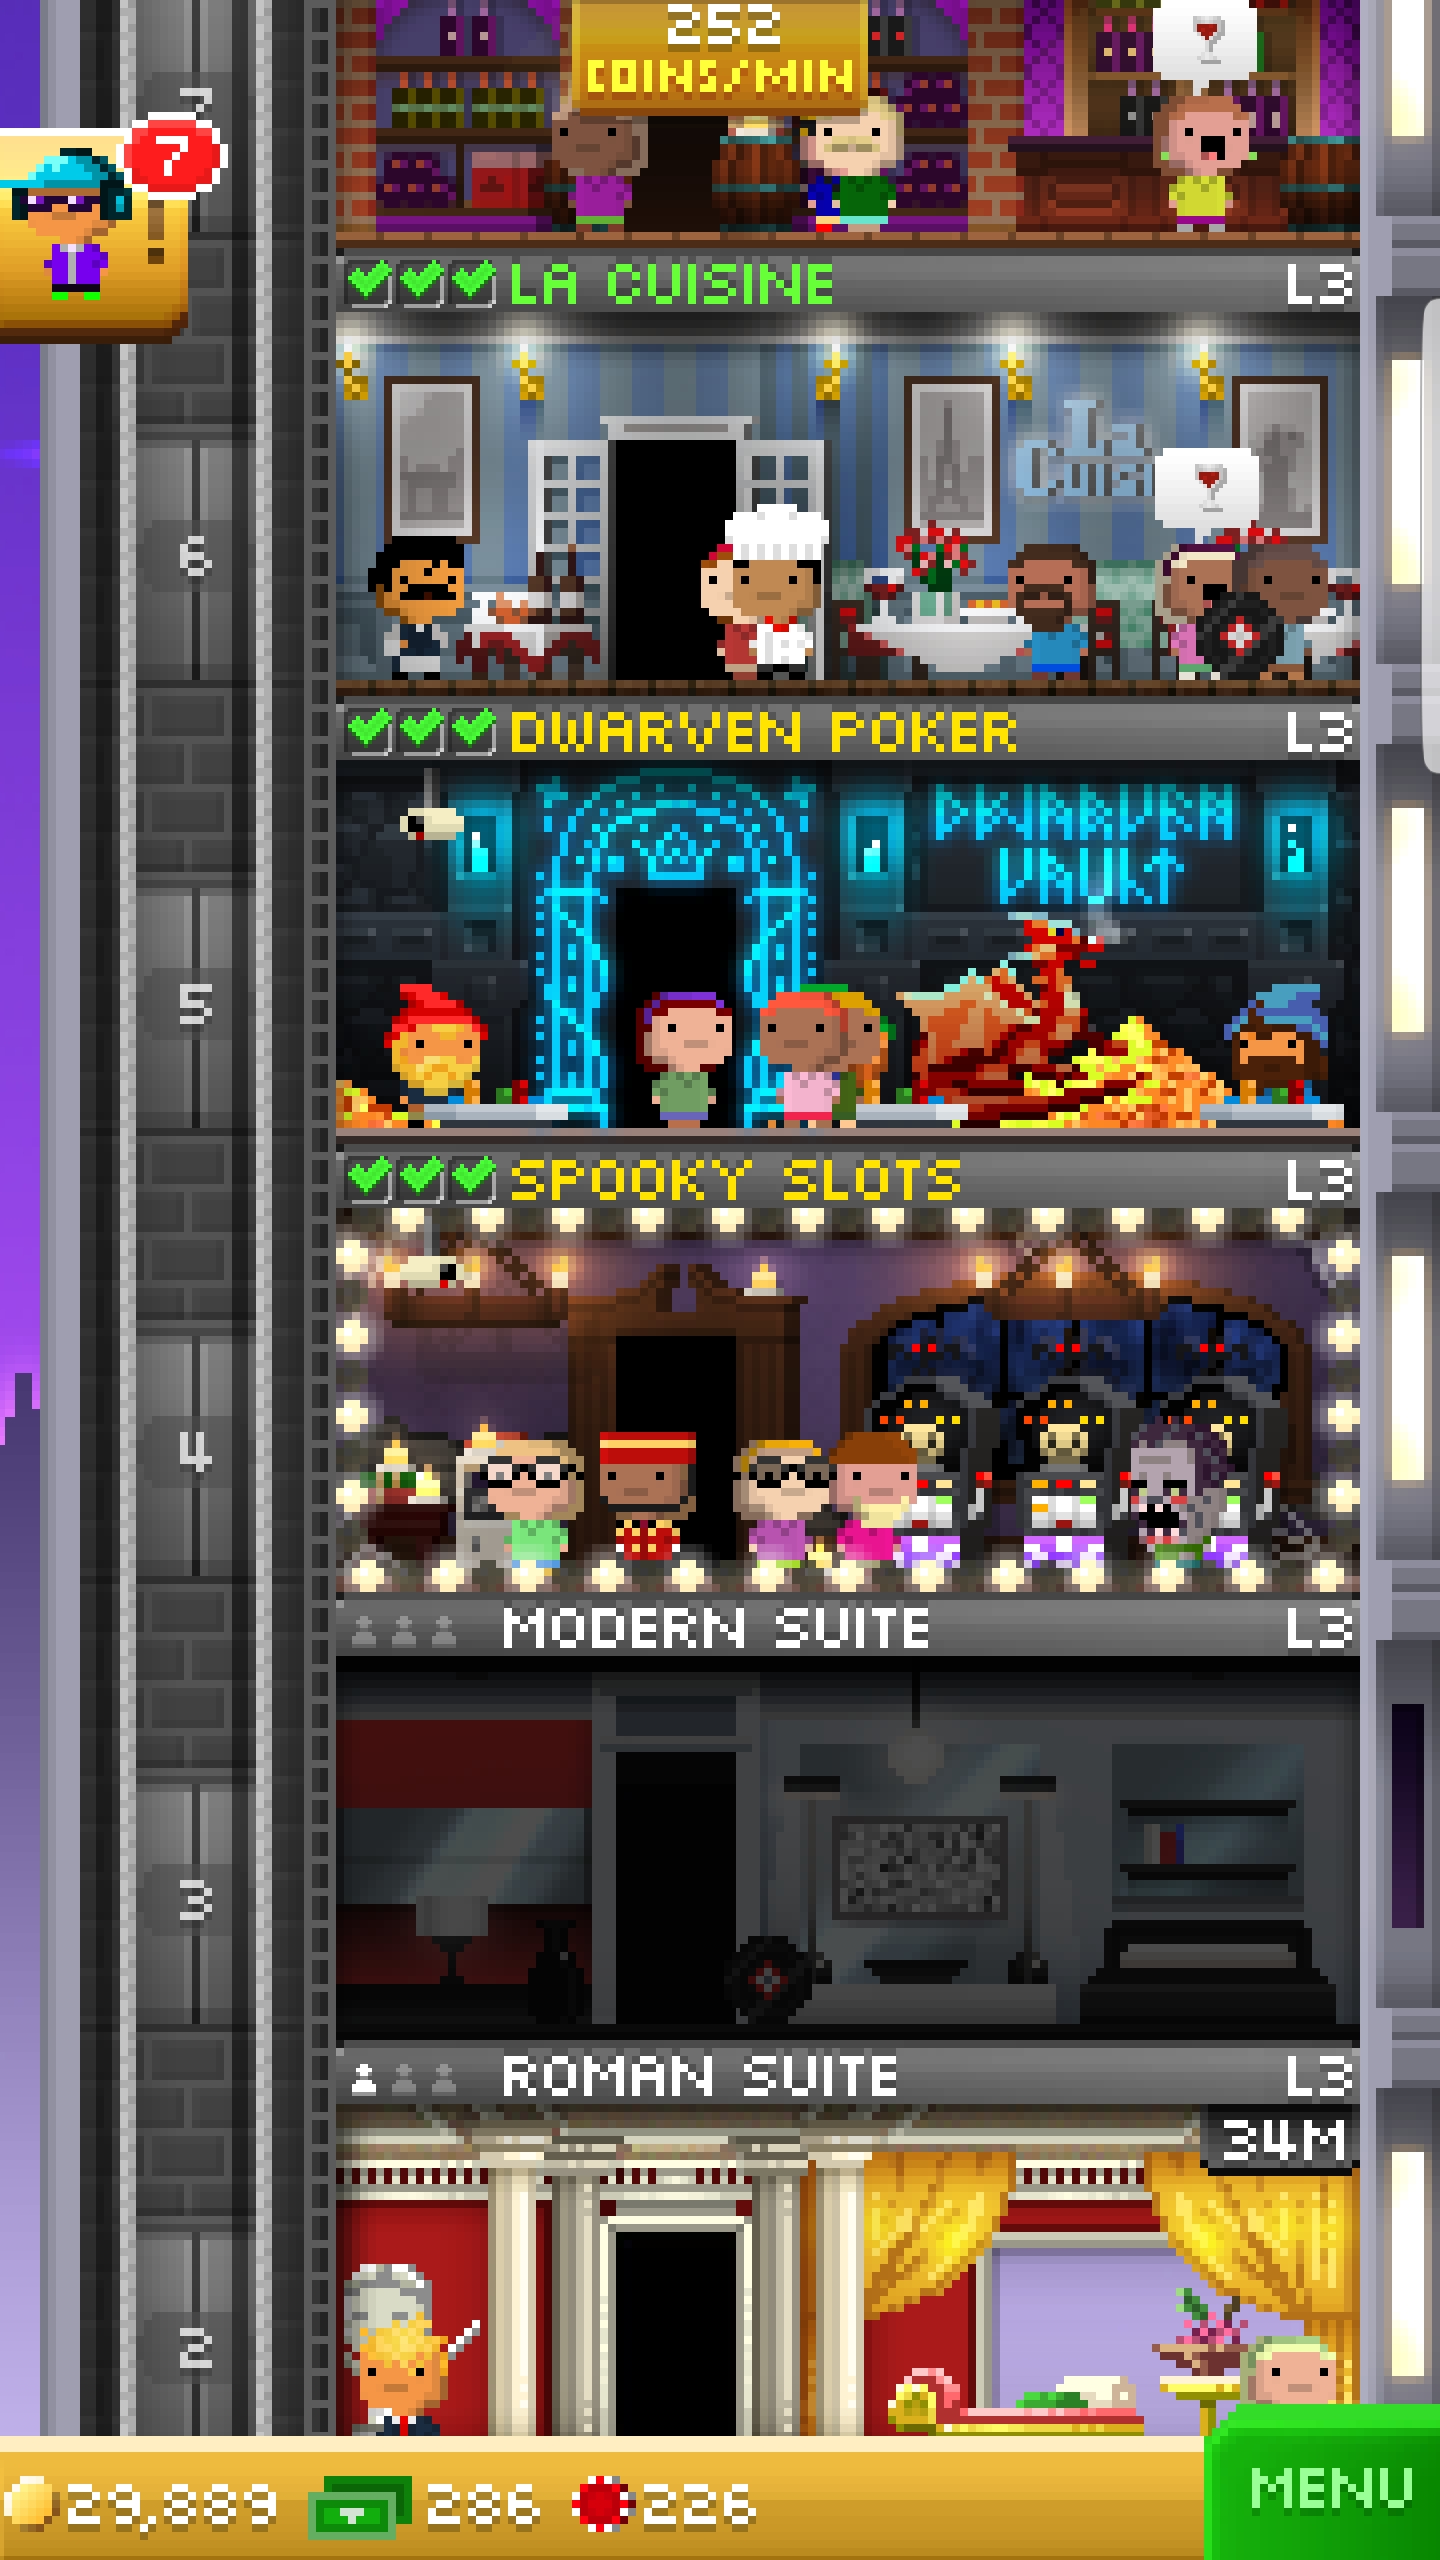 252
COINS/MIN
7
7
LA CUISINE L3
La
6
DWARVEN POKER L3
DWARVEN
VAULT
5
SPOOKY SLOTS L3
4
MODERN SUITE L3
3
ROMAN SUITE L3
34M
2
29,889 286 226
MENU